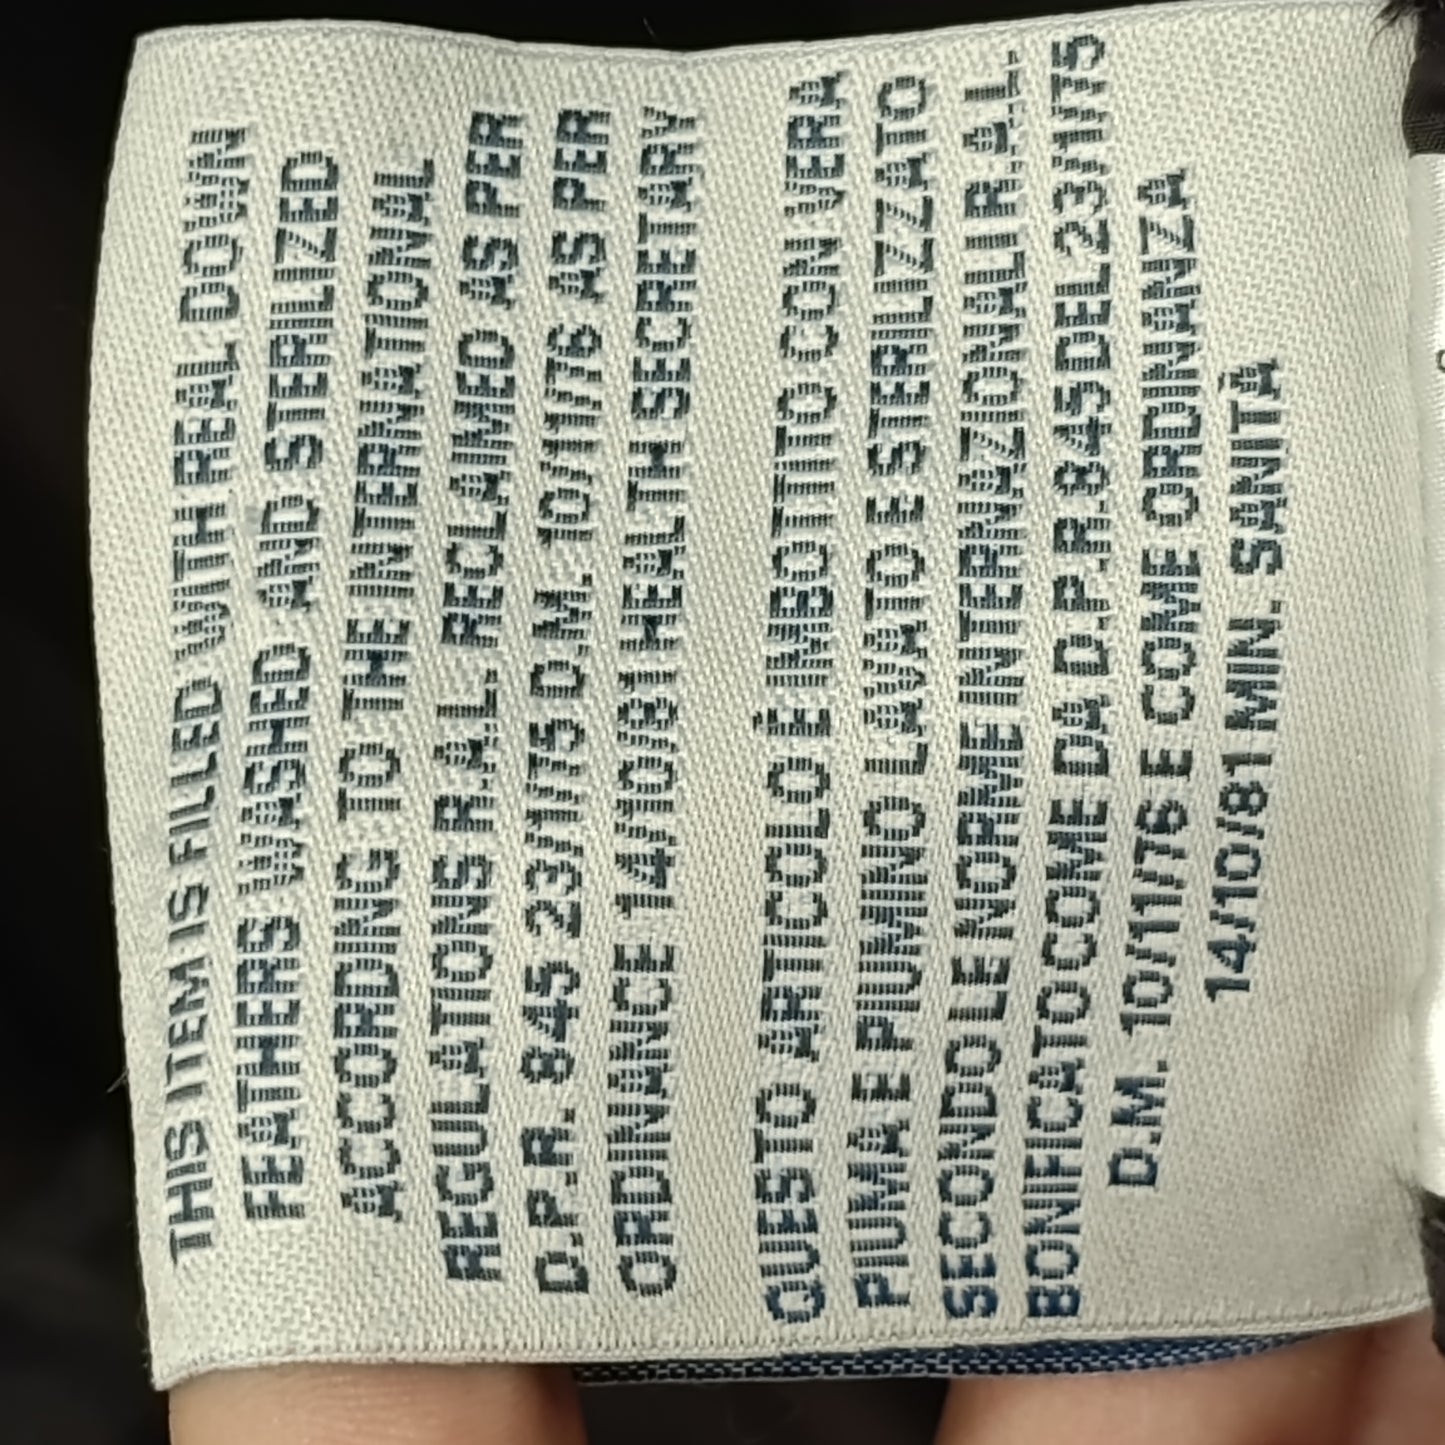 THIS ITEM IS FILLED WITH REAL DOWN
FEATHERS WASHED AND STERILIZED
ACCORDING TO THE INTERNATIONAL
REGULATIONS R.A.L. RECLAIMED AS PER
D.P.R. 845 23/1/75 D.M. 10/11/76 AS PER
ORDINANCE 14/10/81 HEALTH SECRETARY
QUESTO ARTICOLO È IMBOTITO CON VERA
PIUMA E PIUMINO LAVATO E STERILIZZATO
SECONDO LE NORME INTERNAZIONALI R.A.L.
BONIFICATO COME DA D.P.R. 845 DEL 23/1/75
D.M. 10/11/76 E COME ORDINANZA
14/10/81 MIN. SANITÀ